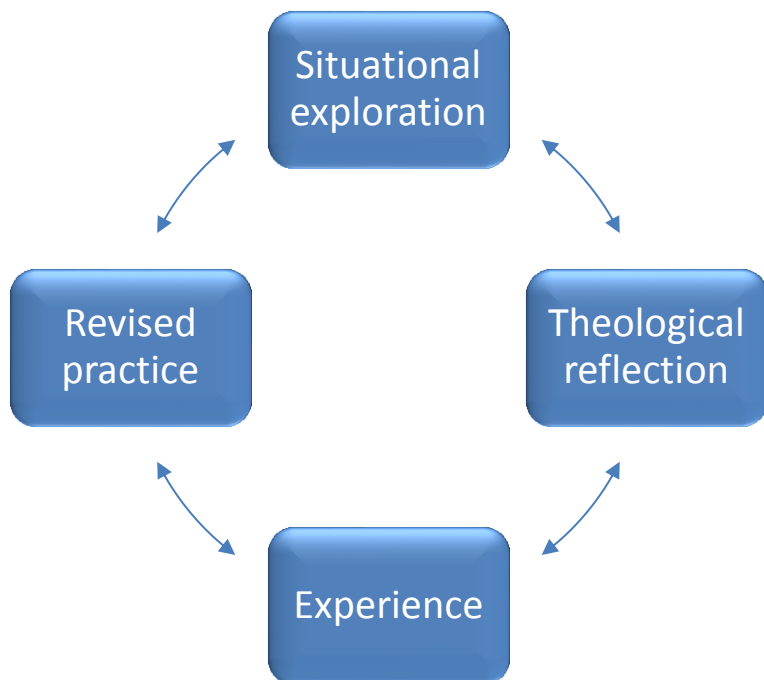 Situational
exploration
Revised
practice
Theological
reflection
Experience